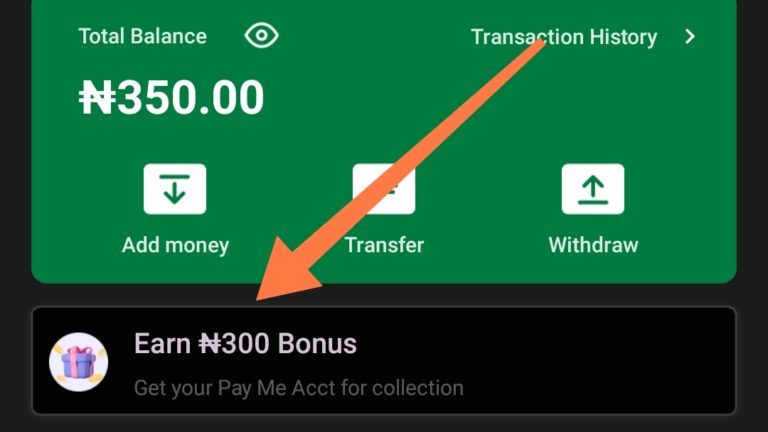 Total Balance
Transaction History
₦350.00
Add money
Transfer
Withdraw
Earn ₦300 Bonus
Get your Pay Me Acct for collection